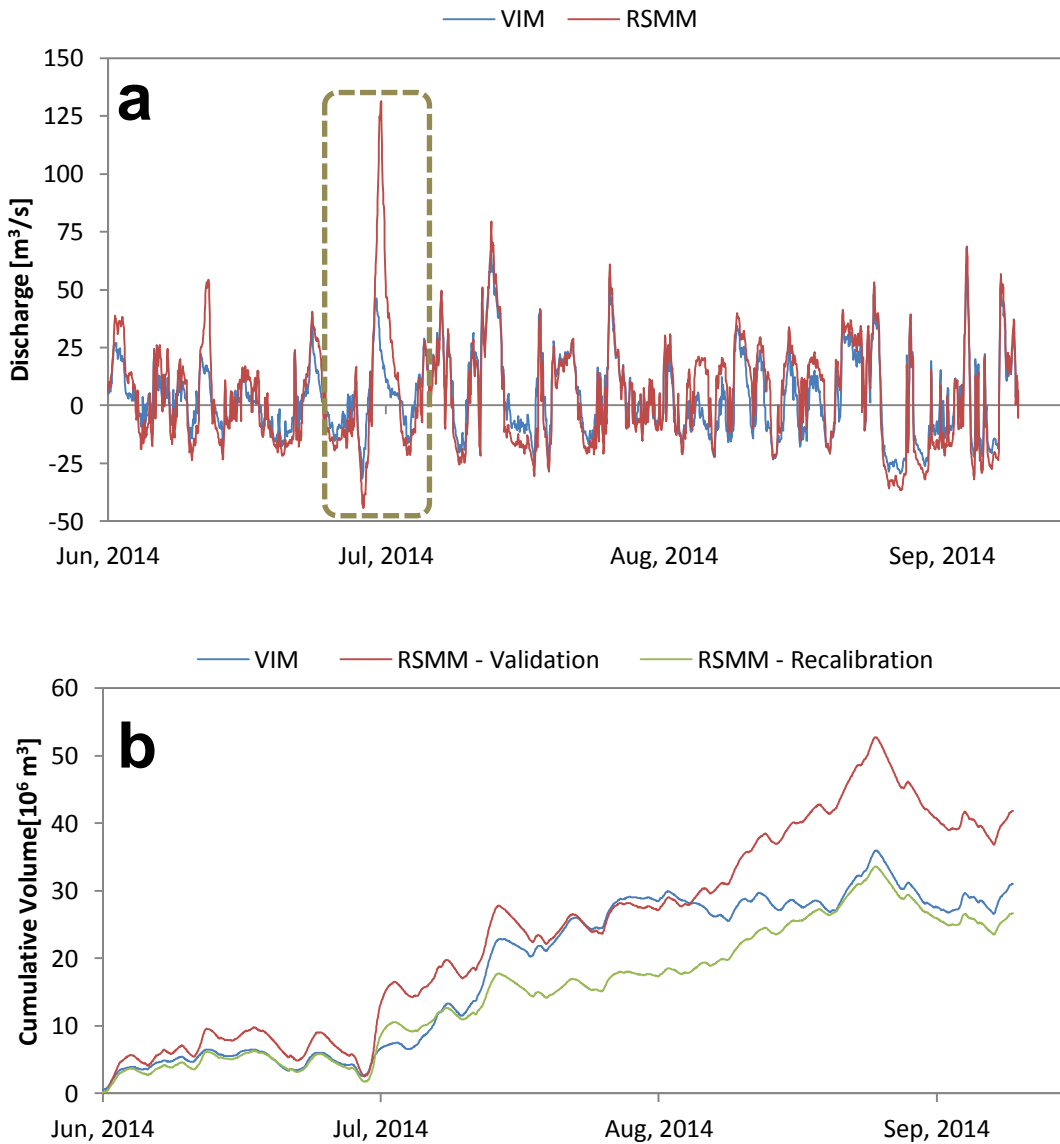 VIM RSMM
a
Discharge [m³/s]
150
125
100
75
50
25
0
-25
-50
Jun, 2014 Jul, 2014 Aug, 2014 Sep, 2014
VIM RSMM - Validation RSMM - Recalibration
b
Cumulative Volume[10⁶ m³]
60
50
40
30
20
10
0
Jun, 2014 Jul, 2014 Aug, 2014 Sep, 2014